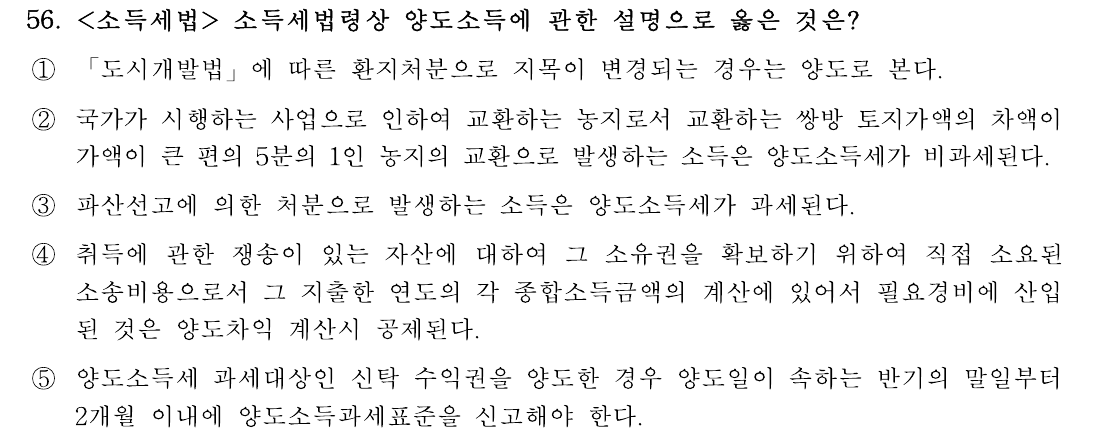 56. <소득세법> 소득세법령상 양도소득에 관한 설명으로 옳은 것은?
① 「도시개발법」에 따른 환지처분으로 지목이 변경되는 경우는 양도로 본다.
② 국가가 시행하는 사업으로 인하여 교환하는 농지로서 교환하는 쌍방 토지가액의 차액이
가액이 큰 편의 5분의 1인 농지의 교환으로 발생하는 소득은 양도소득세가 비과세된다.
③ 파산선고에 의한 처분으로 발생하는 소득은 양도소득세가 과세된다.
④ 취득에 관한 쟁송이 있는 자산에 대하여 그 소유권을 확보하기 위하여 직접 소요된
소송비용으로서 그 지출한 연도의 각 종합소득금액의 계산에 있어서 필요경비에 산입
된 것은 양도차익 계산시 공제된다.
⑤ 양도소득세 과세대상인 신탁 수익권을 양도한 경우 양도일이 속하는 반기의 말일부터
2개월 이내에 양도소득과세표준을 신고해야 한다.